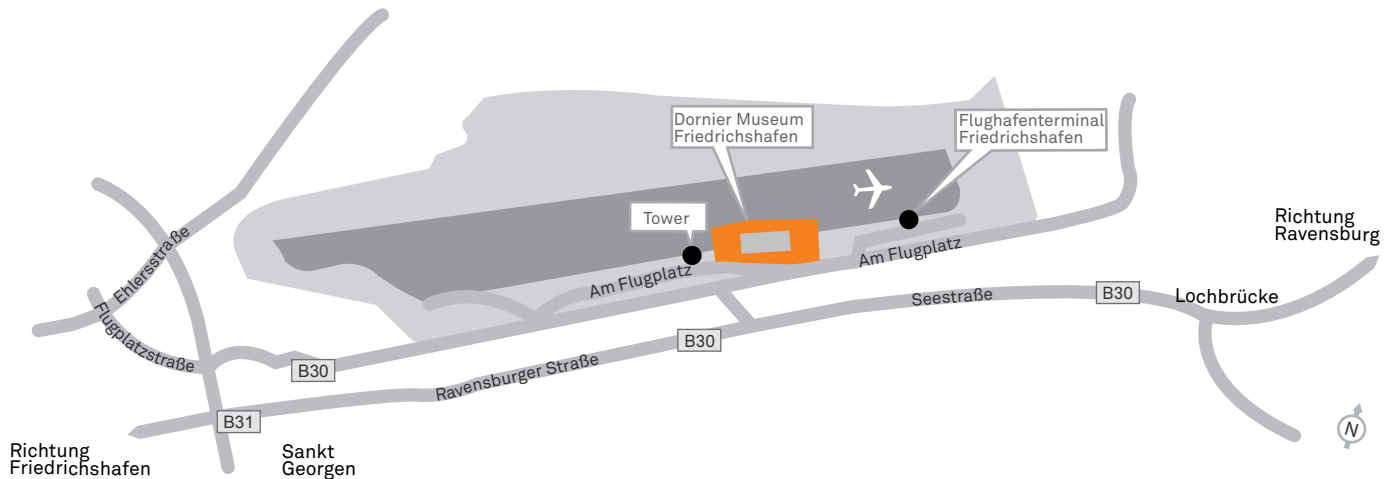 Dornier Museum
Friedrichshafen
Flughafenterminal
Friedrichshafen
Tower
Richtung
Ravensburg
Ehlersstraße
Am Flugplatz
Am Flugplatz
Flugplatzstraße
Seestraße
B30
Lochbrücke
B30
B30
Ravensburger Straße
B31
Richtung
Friedrichshafen
Sankt
Georgen
N